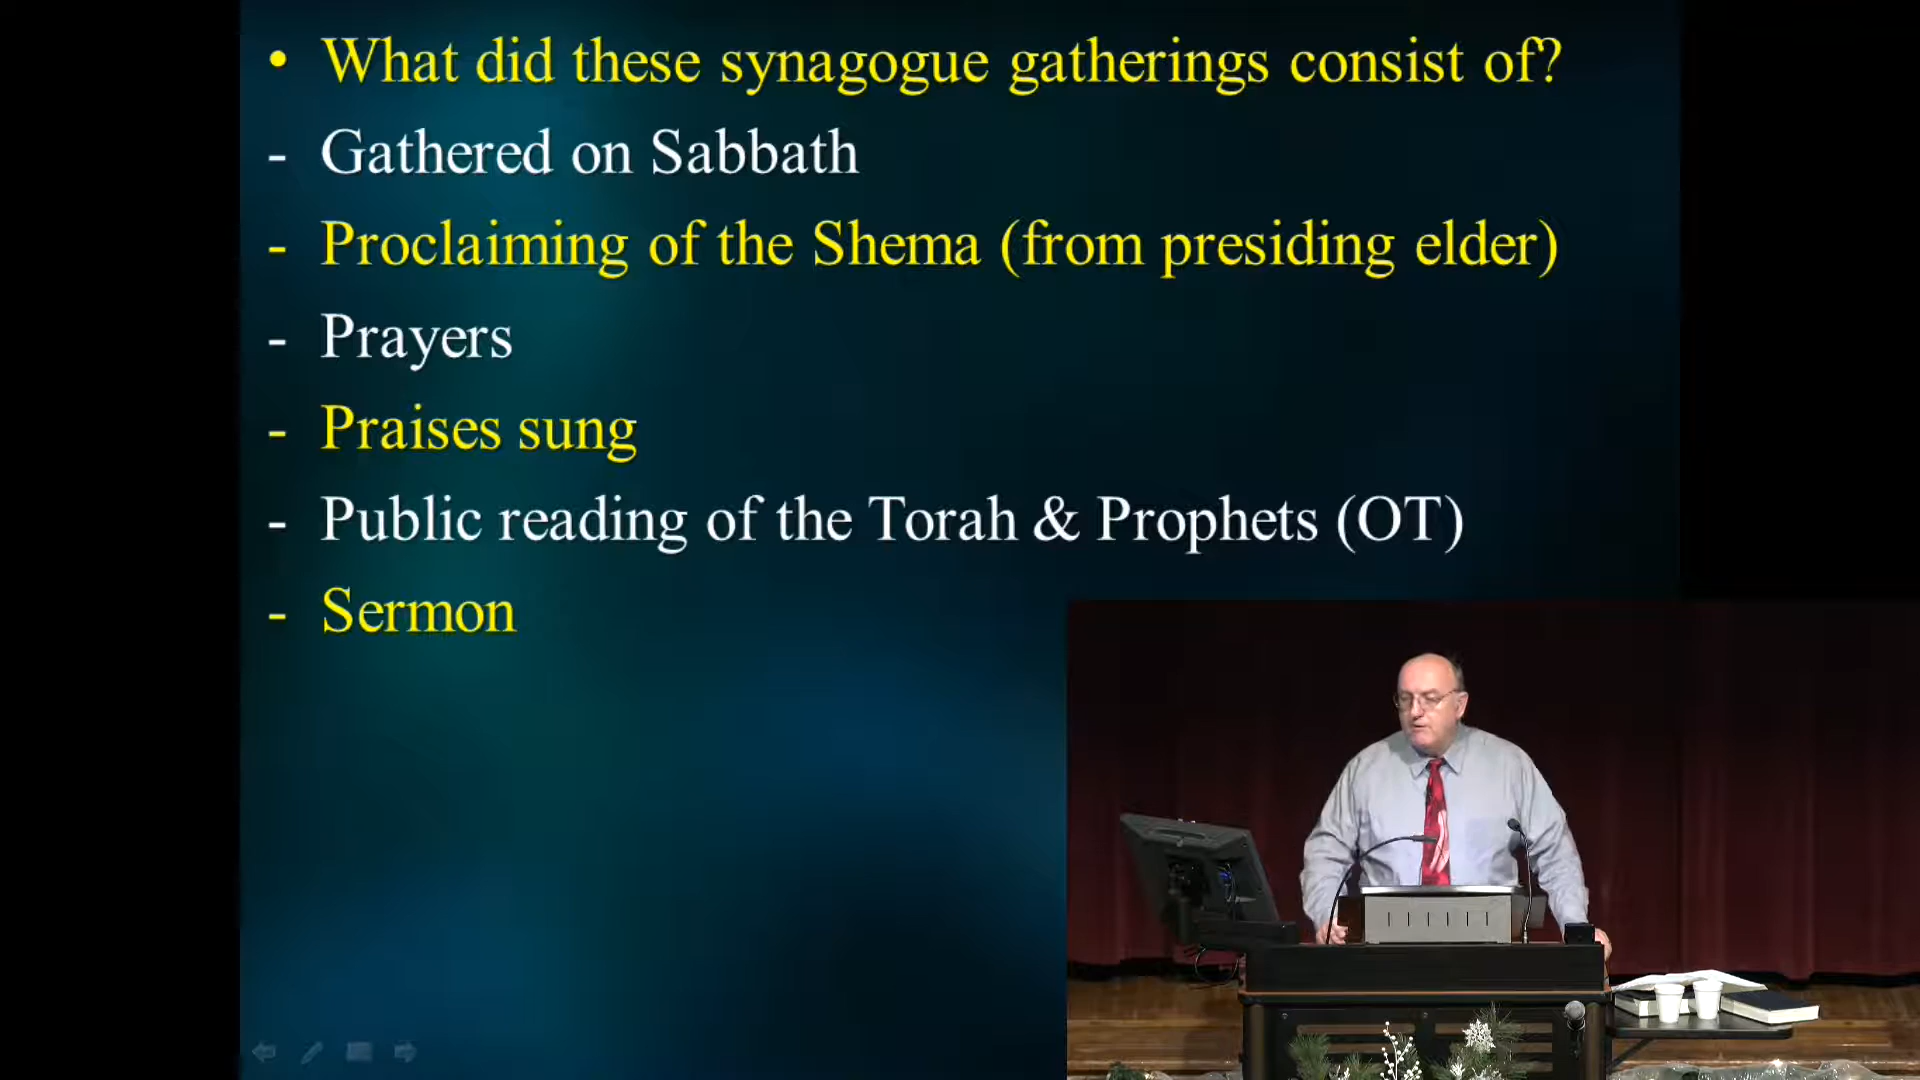 • What did these synagogue gatherings consist of?
- Gathered on Sabbath
- Proclaiming of the Shema (from presiding elder)
- Prayers
- Praises sung
- Public reading of the Torah & Prophets (OT)
- Sermon